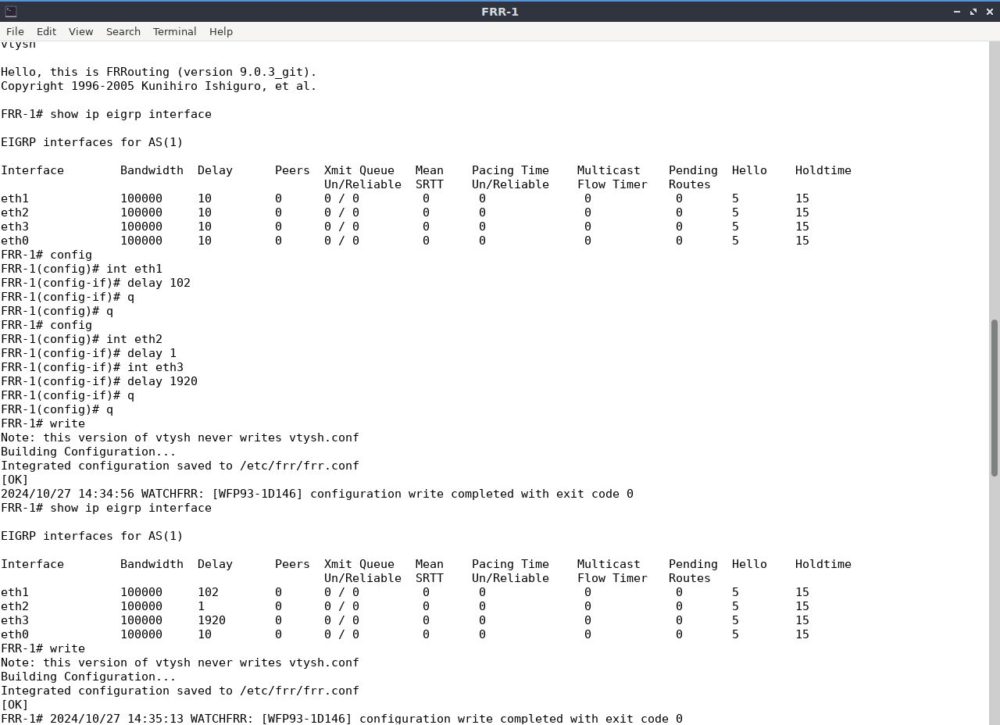 FRR-1
File Edit View Search Terminal Help
vtysh
Hello, this is FRRouting (version 9.0.3_git).
Copyright 1996-2005 Kunihiro Ishiguro, et al.
FRR-1# show ip eigrp interface
EIGRP interfaces for AS(1)
Interface        Bandwidth  Delay      Peers  Xmit Queue   Mean    Pacing Time    Multicast    Pending  Hello    Holdtime
                                              Un/Reliable  SRTT    Un/Reliable    Flow Timer   Routes
eth1             100000     10         0      0 / 0         0       0              0            0       5        15
eth2             100000     10         0      0 / 0         0       0              0            0       5        15
eth3             100000     10         0      0 / 0         0       0              0            0       5        15
eth0             100000     10         0      0 / 0         0       0              0            0       5        15
FRR-1# config
FRR-1(config)# int eth1
FRR-1(config-if)# delay 102
FRR-1(config-if)# q
FRR-1(config)# q
FRR-1# config
FRR-1(config)# int eth2
FRR-1(config-if)# delay 1
FRR-1(config-if)# int eth3
FRR-1(config-if)# delay 1920
FRR-1(config-if)# q
FRR-1(config)# q
FRR-1# write
Note: this version of vtysh never writes vtysh.conf
Building Configuration...
Integrated configuration saved to /etc/frr/frr.conf
[OK]
2024/10/27 14:34:56 WATCHFRR: [WFP93-1D146] configuration write completed with exit code 0
FRR-1# show ip eigrp interface
EIGRP interfaces for AS(1)
Interface        Bandwidth  Delay      Peers  Xmit Queue   Mean    Pacing Time    Multicast    Pending  Hello    Holdtime
                                              Un/Reliable  SRTT    Un/Reliable    Flow Timer   Routes
eth1             100000     102        0      0 / 0         0       0              0            0       5        15
eth2             100000     1          0      0 / 0         0       0              0            0       5        15
eth3             100000     1920       0      0 / 0         0       0              0            0       5        15
eth0             100000     10         0      0 / 0         0       0              0            0       5        15
FRR-1# write
Note: this version of vtysh never writes vtysh.conf
Building Configuration...
Integrated configuration saved to /etc/frr/frr.conf
[OK]
FRR-1# 2024/10/27 14:35:13 WATCHFRR: [WFP93-1D146] configuration write completed with exit code 0